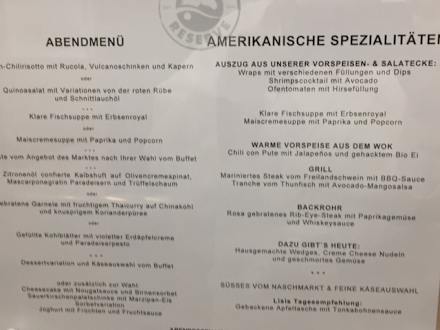 RESERVE
ABENDMENÜ
-Chilirisotto mit Rucola, Vulcanoschinken und Kapern
oder
Quinoasalat mit Variationen von der roten Rübe
und Schnittlauchöl
***
Klare Fischsuppe mit Erbsenroyal
oder
Maiscremesuppe mit Paprika und Popcorn
***
vom Angebot des Marktes nach Ihrer Wahl vom Buffet
***
Zitronenöl confierte Kalbshuft auf Olivencremespinat,
Mascarponegratin Paradeisern und Trüffelschaum
oder
gebratene Garnele mit fruchtigem Thaicurry auf Chinakohl
und knusprigem Korianderpüree
oder
Gefüllte Kohlblätter mit violetter Erdäpfelcreme
und Paradeiserpesto
***
Dessertvariation und Käseauswahl vom Buffet
oder zusätzlich zur Wahl
Cheesecake mit Nougatsauce und Birnensorbet
Sauerkirschenpalatschinke mit Marzipan-Eis
Sorbetvariation
Joghurt mit Früchten und Fruchtsauce
AMERIKANISCHE SPEZIALITÄTEN
AUSZUG AUS UNSERER VORSPEISEN- & SALATECKE:
Wraps mit verschiedenen Füllungen und Dips
Shrimpscocktail mit Avocado
Ofentomaten mit Hirsefüllung
Klare Fischsuppe mit Erbsenroyal
Maiscremesuppe mit Paprika und Popcorn
WARME VORSPEISE AUS DEM WOK
Chili con Pute mit Jalapeños und gehacktem Bio Ei
GRILL
Mariniertes Steak vom Freilandschwein mit BBQ-Sauce
Tranche vom Thunfisch mit Avocado-Mangosalsa
BACKROHR
Rosa gebratenes Rib-Eye-Steak mit Paprikagemüse
und Whiskeysauce
DAZU GIBT'S HEUTE:
Hausgemachte Wedges, Creme Cheese Nudeln
und geschmortes Gemüse
***
SÜSSES VOM NASCHMARKT & FEINE KÄSEAUSWAHL
Lisls Tagesempfehlung:
Gebackene Apfeltasche mit Tonkabohnensauce